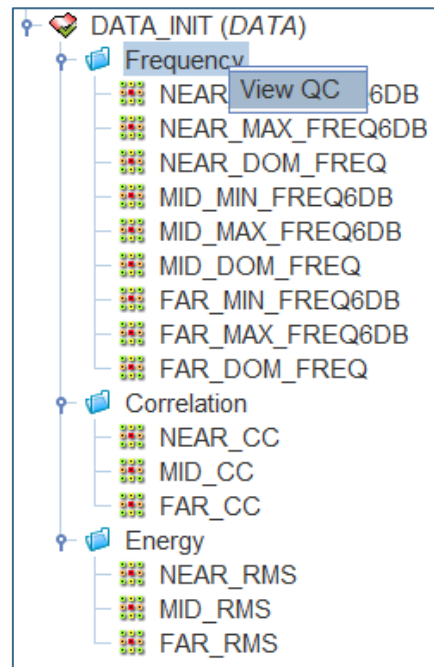 DATA_INIT (DATA)
Frequency
View QC
NEAR 6DB
NEAR_MAX_FREQ6DB
NEAR_DOM_FREQ
MID_MIN_FREQ6DB
MID_MAX_FREQ6DB
MID_DOM_FREQ
FAR_MIN_FREQ6DB
FAR_MAX_FREQ6DB
FAR_DOM_FREQ
Correlation
NEAR_CC
MID_CC
FAR_CC
Energy
NEAR_RMS
MID_RMS
FAR_RMS